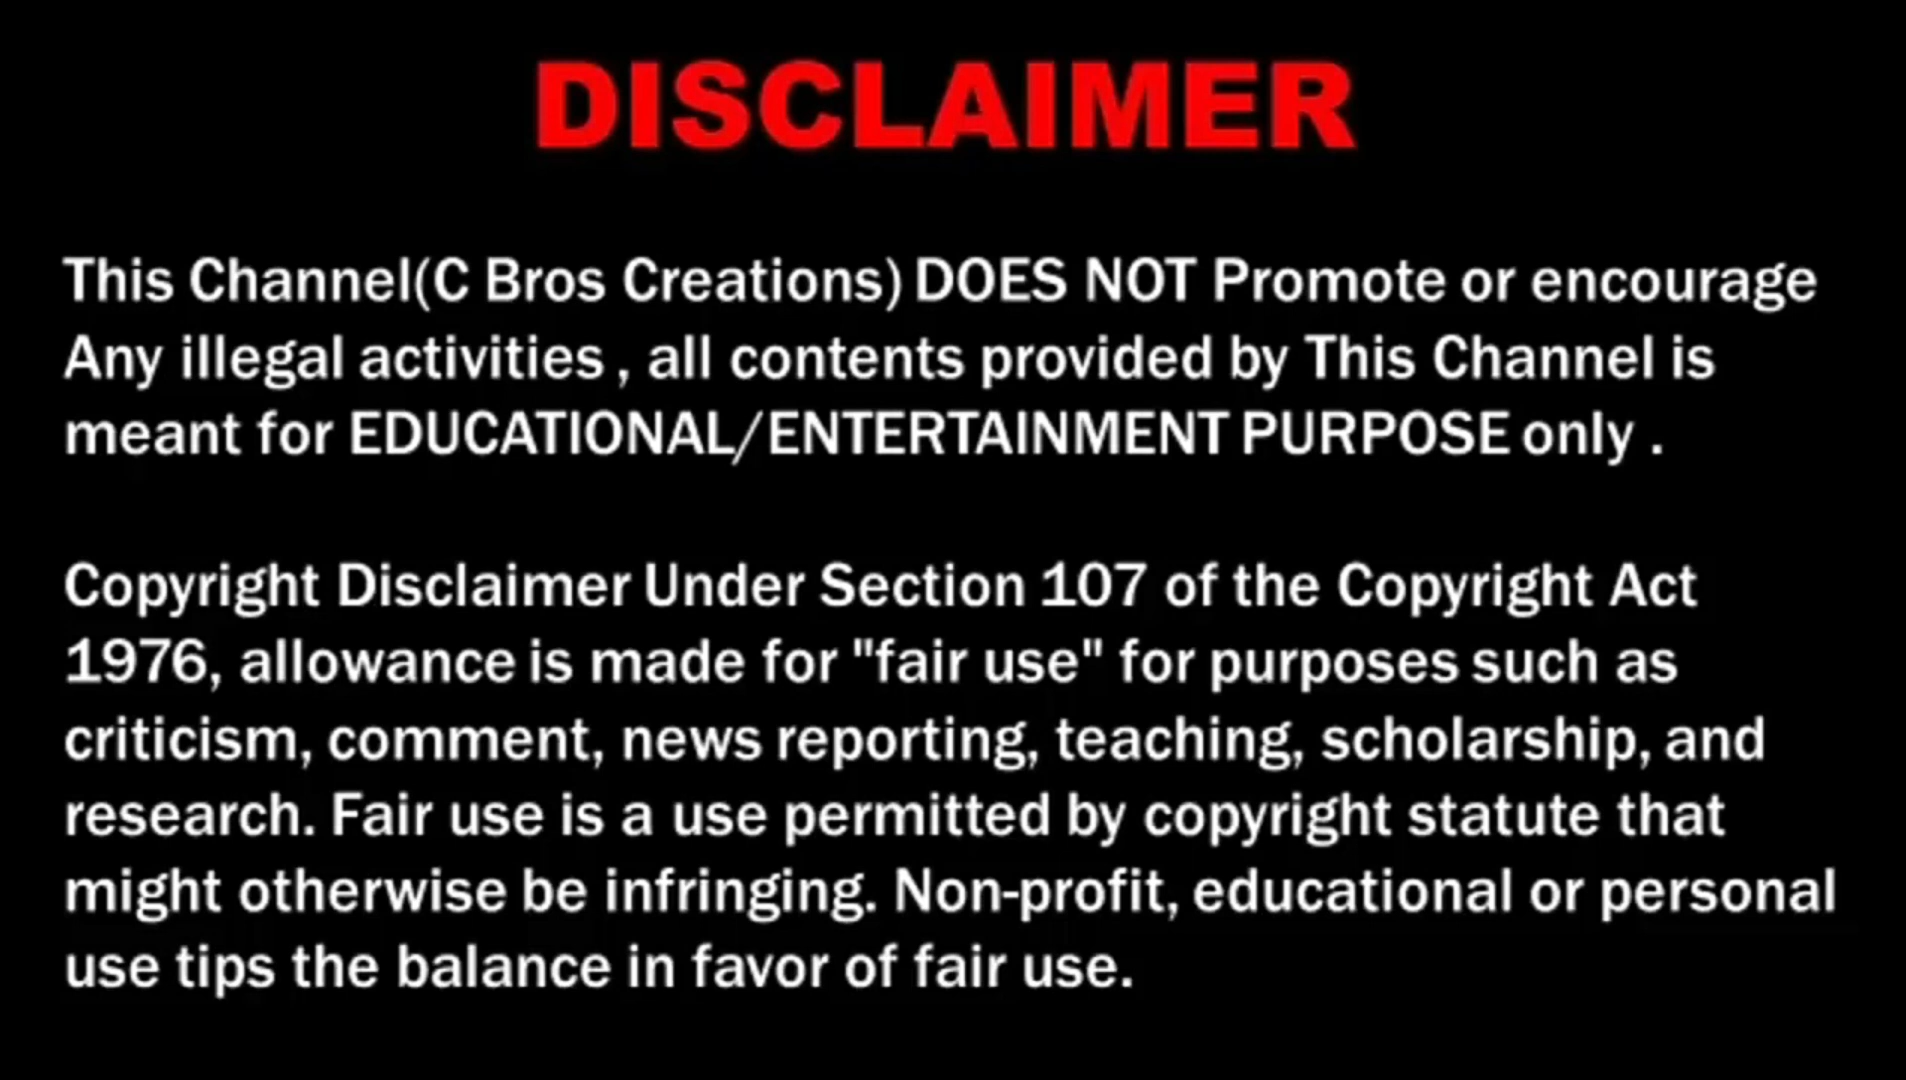 DISCLAIMER
This Channel(C Bros Creations) DOES NOT Promote or encourage
Any illegal activities , all contents provided by This Channel is
meant for EDUCATIONAL/ENTERTAINMENT PURPOSE only .
Copyright Disclaimer Under Section 107 of the Copyright Act
1976, allowance is made for "fair use" for purposes such as
criticism, comment, news reporting, teaching, scholarship, and
research. Fair use is a use permitted by copyright statute that
might otherwise be infringing. Non-profit, educational or personal
use tips the balance in favor of fair use.